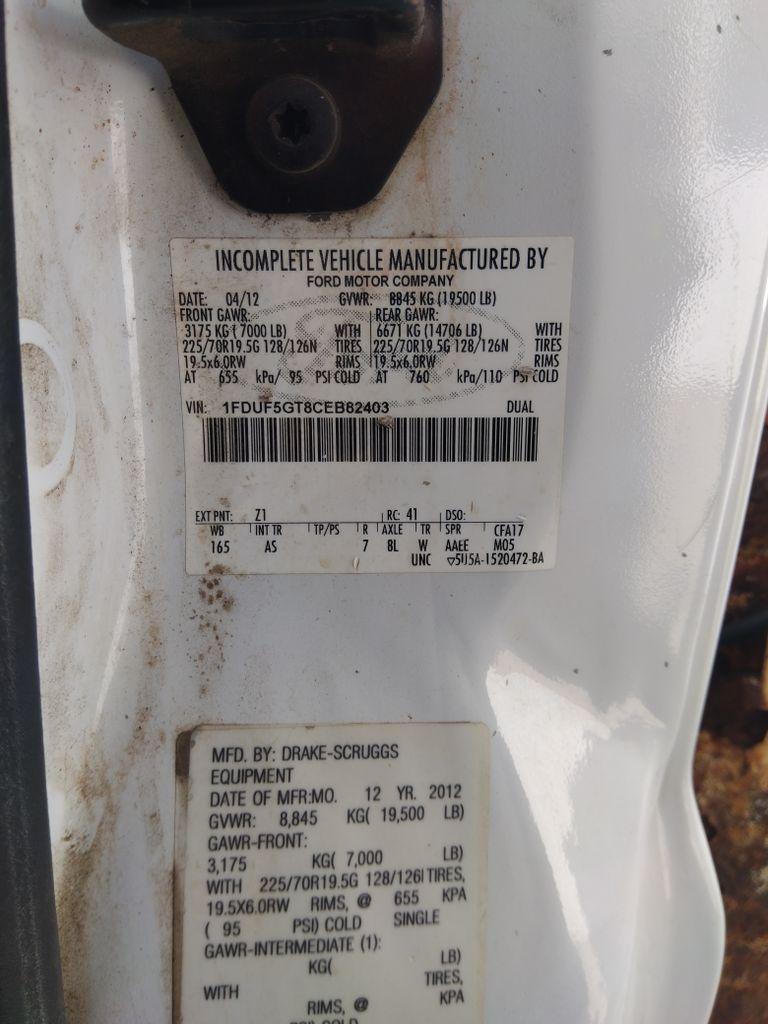 INCOMPLETE VEHICLE MANUFACTURED BY
FORD MOTOR COMPANY
DATE: 04/12 GVWR: 8845 KG (19500 LB)
FRONT GAWR: REAR GAWR:
3175 KG ( 7000 LB) WITH 6671 KG (14706 LB) WITH
225/70R19.5G 128/126N TIRES 225/70R19.5G 128/126N TIRES
19.5x6.0RW RIMS 19.5x6.0RW RIMS
AT 655 kPa/ 95 PSI COLD AT 760 kPa/110 PSI COLD
VIN: 1FDUF5GT8CEB82403 DUAL
EXT PNT: Z1 RC: 41 DSO:
WB INT TR TP/PS R AXLE TR SPR CFA17
165 AS 7 8L W AAEE M05
UNC ▽5U5A-1520472-BA
MFD. BY: DRAKE-SCRUGGS
EQUIPMENT
DATE OF MFR:MO. 12 YR. 2012
GVWR: 8,845 KG( 19,500 LB)
GAWR-FRONT:
3,175 KG( 7,000 LB)
WITH 225/70R19.5G 128/126I TIRES,
19.5X6.0RW RIMS, @ 655 KPA
( 95 PSI) COLD SINGLE
GAWR-INTERMEDIATE (1):
KG( LB)
WITH TIRES,
RIMS, @ KPA
PSI) COLD